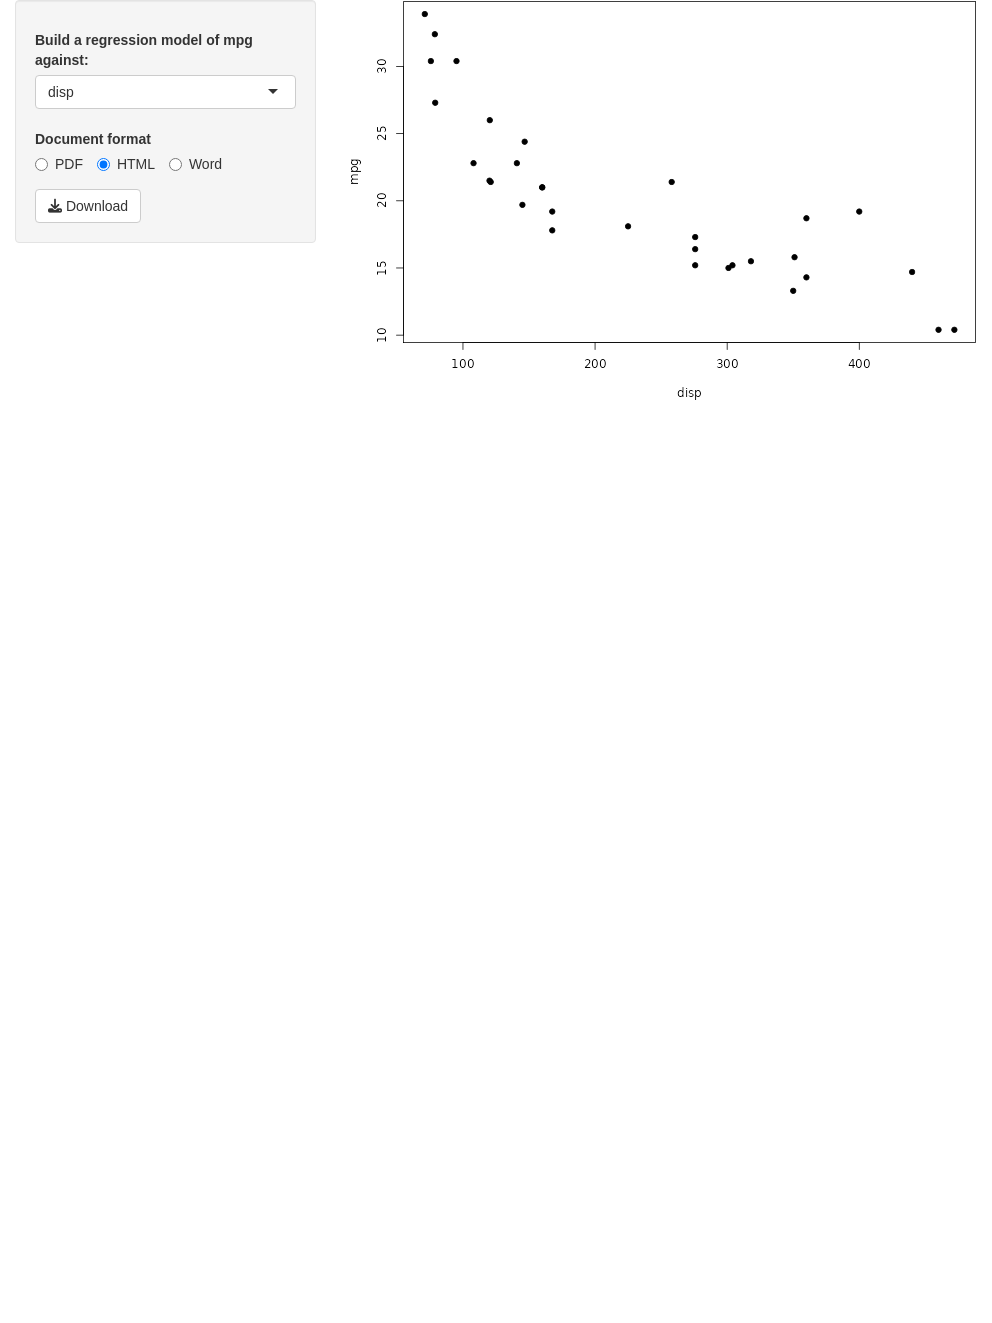 Build a regression model of mpg
against:
disp
Document format
PDF HTML Word
Download
mpg
30
25
20
15
10
100 200 300 400
disp